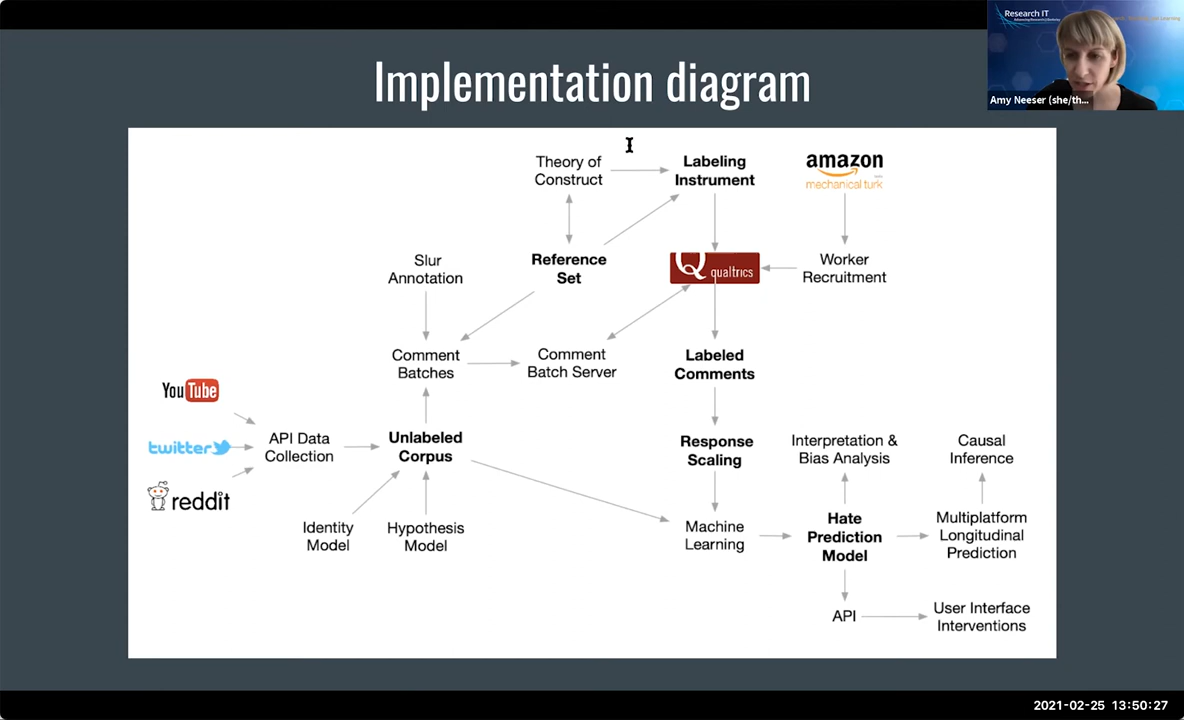 Research IT
Implementation diagram
Amy Neeser (she/th...
Theory of
Construct
Labeling
Instrument
amazon
mechanical turk
Slur
Annotation
Reference
Set
Q qualtrics
Worker
Recruitment
Comment
Batches
Comment
Batch Server
Labeled
Comments
YouTube
twitter
reddit
API Data
Collection
Unlabeled
Corpus
Response
Scaling
Interpretation &
Bias Analysis
Causal
Inference
Identity
Model
Hypothesis
Model
Machine
Learning
Hate
Prediction
Model
Multiplatform
Longitudinal
Prediction
API
User Interface
Interventions
2021-02-25 13:50:27